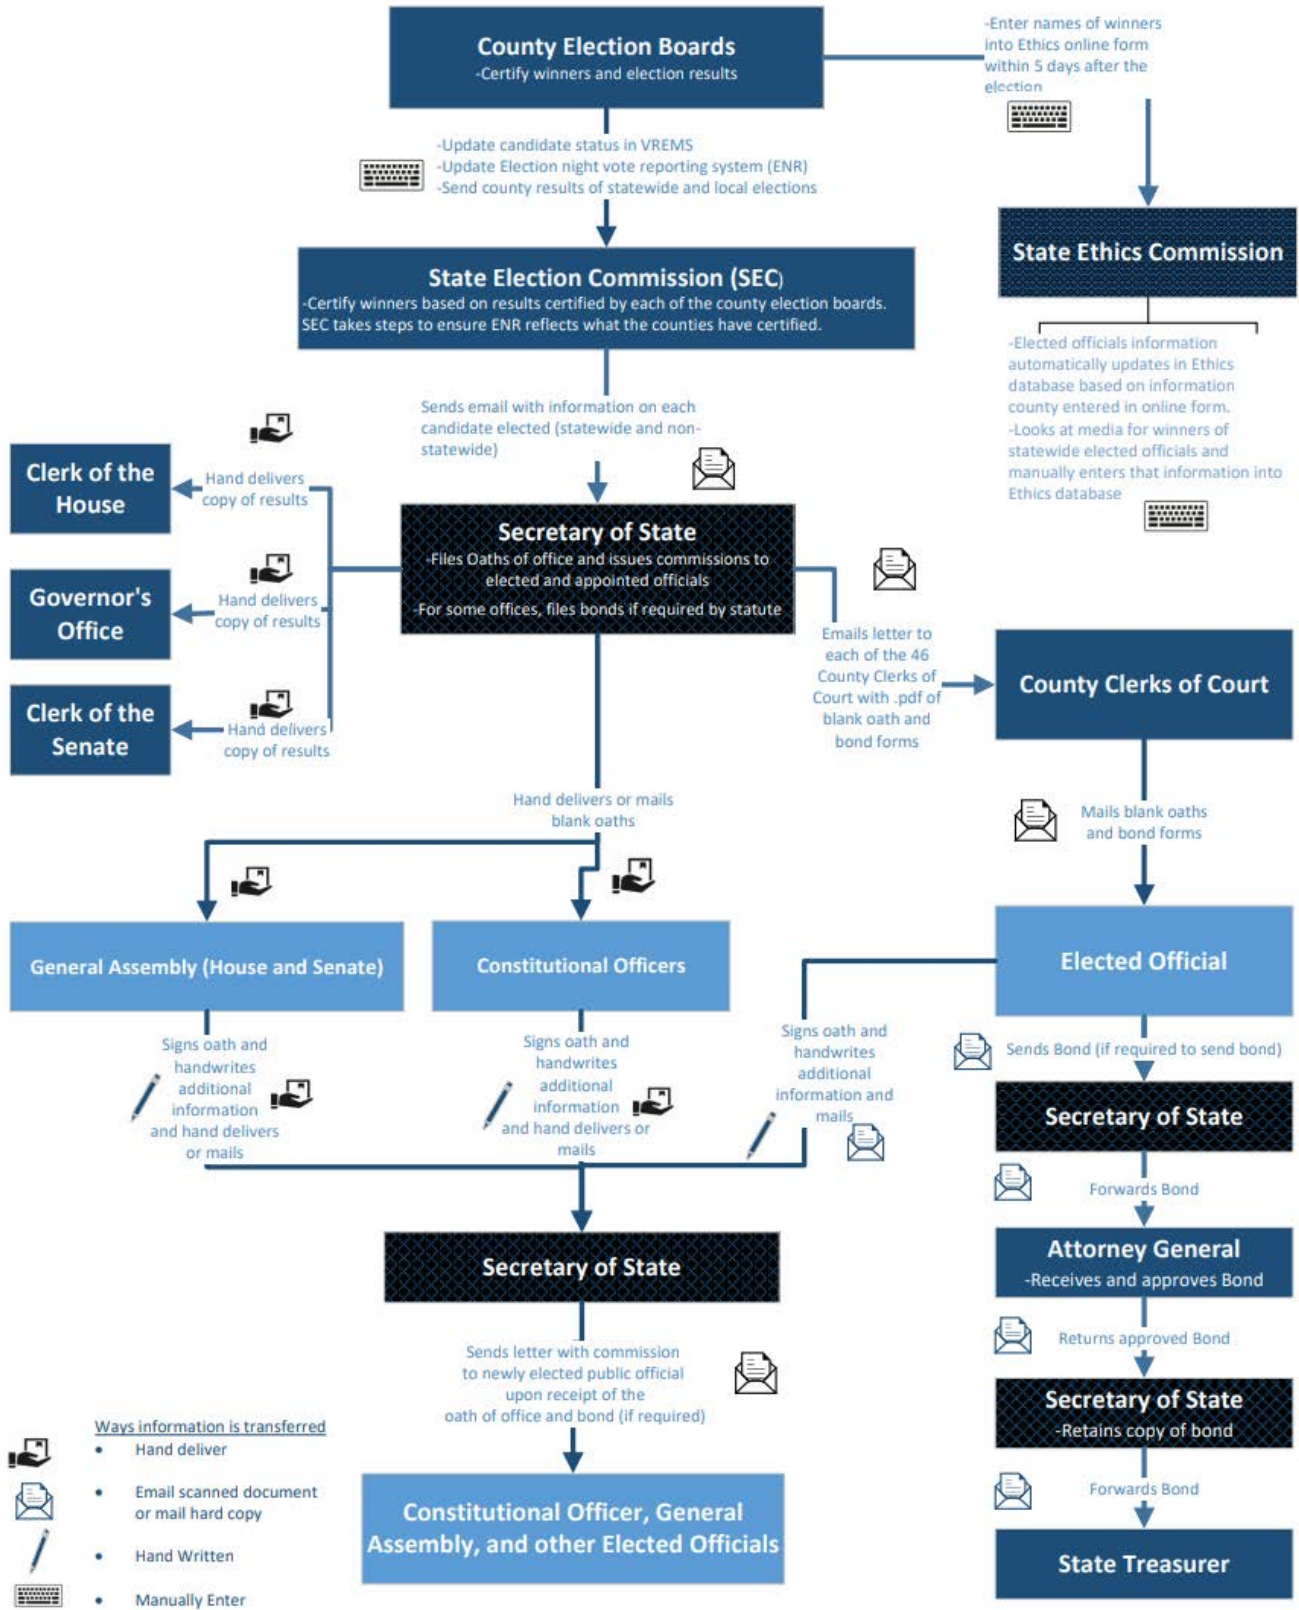 County Election Boards
-Certify winners and election results
-Enter names of winners
into Ethics online form
within 5 days after the
election
-Update candidate status in VREMS
-Update Election night vote reporting system (ENR)
-Send county results of statewide and local elections
State Ethics Commission
State Election Commission (SEC)
-Certify winners based on results certified by each of the county election boards.
SEC takes steps to ensure ENR reflects what the counties have certified.
-Elected officials information
automatically updates in Ethics
database based on information
county entered in online form.
-Looks at media for winners of
statewide elected officials and
manually enters that information into
Ethics database
Sends email with information on each
candidate elected (statewide and non-
statewide)
Clerk of the
House
Hand delivers
copy of results
Secretary of State
-Files Oaths of office and issues commissions to
elected and appointed officials
-For some offices, files bonds if required by statute
Governor's
Office
Hand delivers
copy of results
Clerk of the
Senate
Hand delivers
copy of results
Emails letter to
each of the 46
County Clerks of
Court with .pdf of
blank oath and
bond forms
County Clerks of Court
Hand delivers or mails
blank oaths
Mails blank oaths
and bond forms
General Assembly (House and Senate)
Constitutional Officers
Elected Official
Signs oath and
handwrites
additional
information
and hand delivers
or mails
Signs oath and
handwrites
additional
information
and hand delivers or
mails
Signs oath and
handwrites
additional
information and
mails
Sends Bond (if required to send bond)
Secretary of State
Forwards Bond
Attorney General
-Receives and approves Bond
Returns approved Bond
Secretary of State
-Retains copy of bond
Forwards Bond
State Treasurer
Secretary of State
Sends letter with commission
to newly elected public official
upon receipt of the
oath of office and bond (if required)
Constitutional Officer, General
Assembly, and other Elected Officials
Ways information is transferred
• Hand deliver
• Email scanned document
or mail hard copy
• Hand Written
• Manually Enter